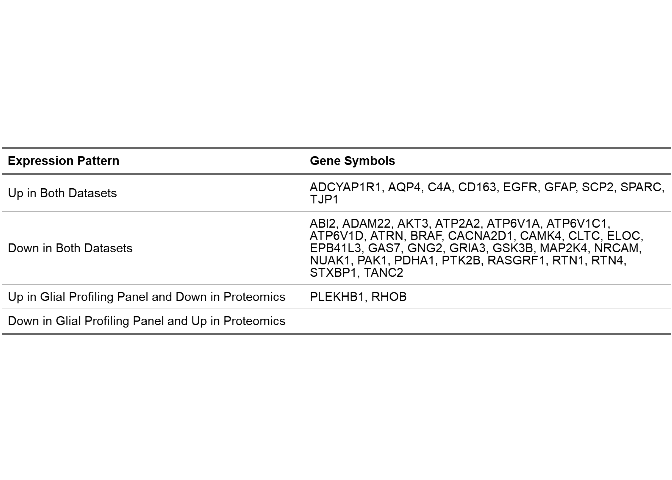 Expression Pattern Gene Symbols
Up in Both Datasets ADCYAP1R1, AQP4, C4A, CD163, EGFR, GFAP, SCP2, SPARC,
TJP1
Down in Both Datasets ABI2, ADAM22, AKT3, ATP2A2, ATP6V1A, ATP6V1C1,
ATP6V1D, ATRN, BRAF, CACNA2D1, CAMK4, CLTC, ELOC,
EPB41L3, GAS7, GNG2, GRIA3, GSK3B, MAP2K4, NRCAM,
NUAK1, PAK1, PDHA1, PTK2B, RASGRF1, RTN1, RTN4,
STXBP1, TANC2
Up in Glial Profiling Panel and Down in Proteomics PLEKHB1, RHOB
Down in Glial Profiling Panel and Up in Proteomics